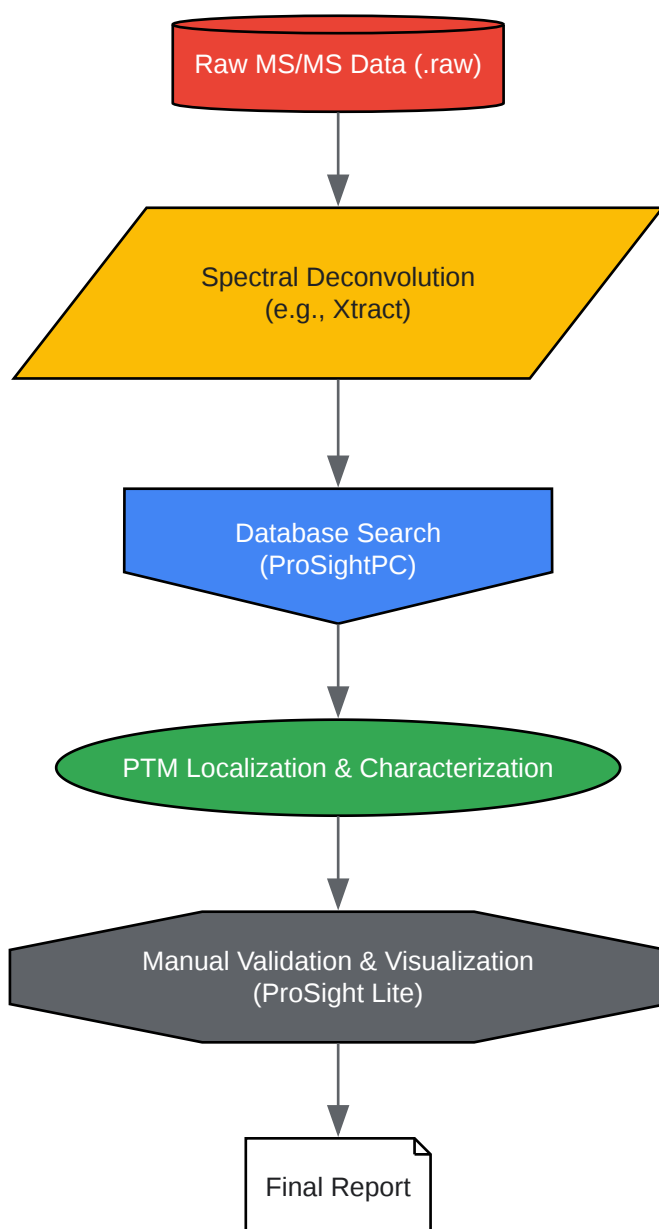 Raw MS/MS Data (.raw)
Spectral Deconvolution
(e.g., Xtract)
Database Search
(ProSightPC)
PTM Localization & Characterization
Manual Validation & Visualization
(ProSight Lite)
Final Report